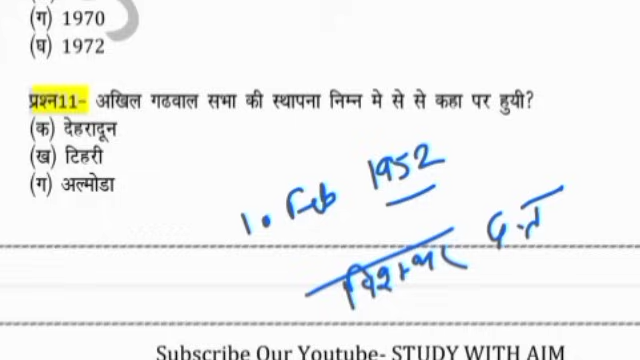 (ग) 1970
(घ) 1972
प्रश्न11- अखिल गढवाल सभा की स्थापना निम्न मे से से कहा पर हुयी?
(क) देहरादून
(ख) टिहरी
(ग) अल्मोडा
10 Feb 1952
Subscribe Our Youtube- STUDY WITH AIM